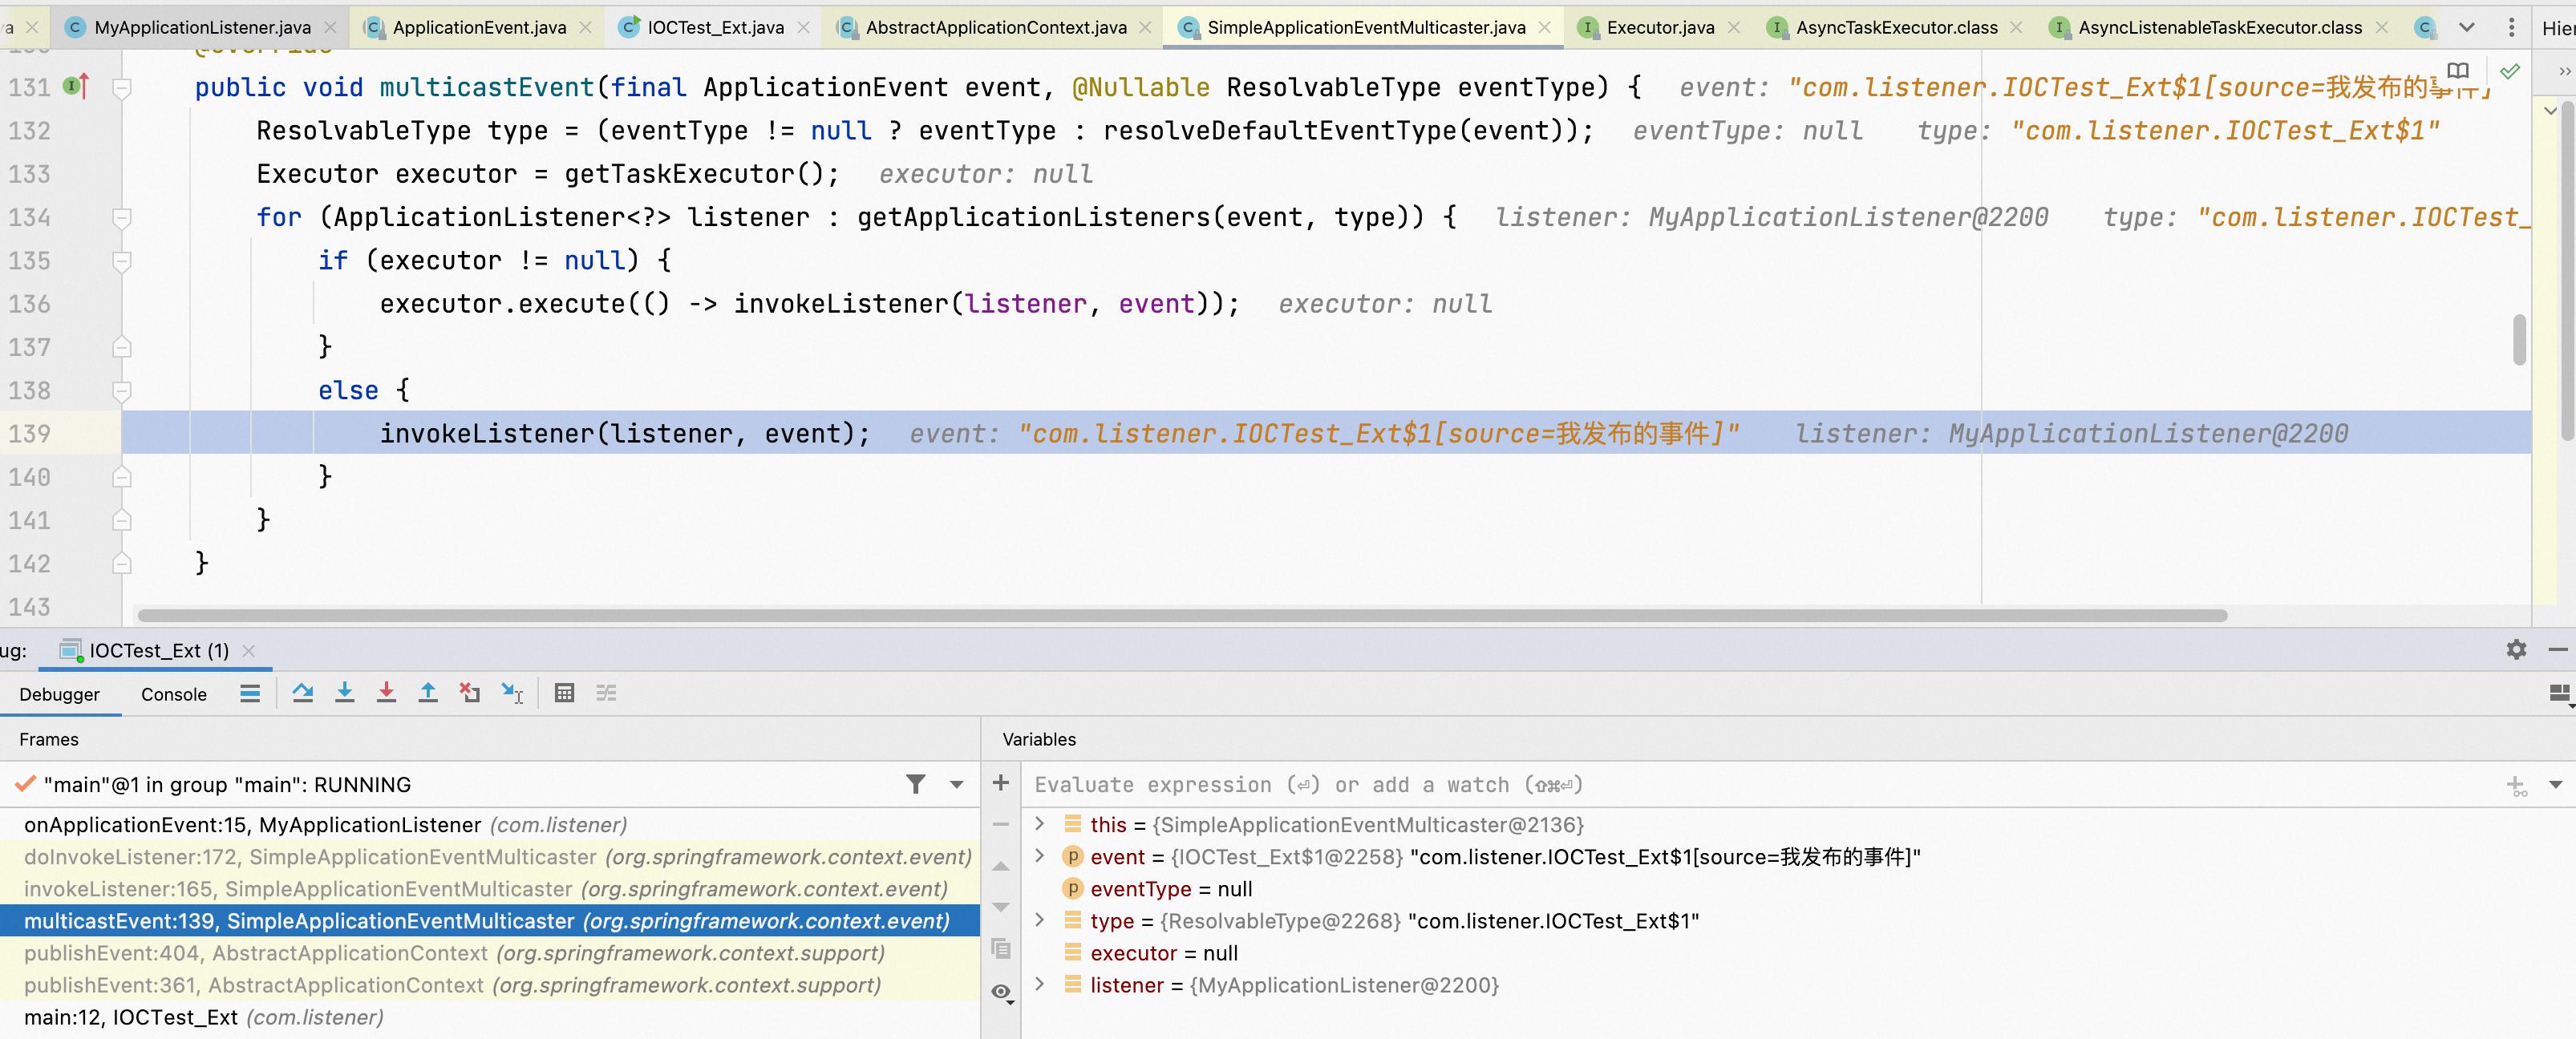 va MyApplicationListener.java ApplicationEvent.java IOCTest_Ext.java AbstractApplicationContext.java SimpleApplicationEventMulticaster.java Executor.java AsyncTaskExecutor.class AsyncListenableTaskExecutor.class Hier
@Override
131 public void multicastEvent(final ApplicationEvent event, @Nullable ResolvableType eventType) { event: "com.listener.IOCTest_Ext$1[source=我发布的事件]
132 ResolvableType type = (eventType != null ? eventType : resolveDefaultEventType(event)); eventType: null type: "com.listener.IOCTest_Ext$1"
133 Executor executor = getTaskExecutor(); executor: null
134 for (ApplicationListener<?> listener : getApplicationListeners(event, type)) { listener: MyApplicationListener@2200 type: "com.listener.IOCTest_
135 if (executor != null) {
136 executor.execute(() -> invokeListener(listener, event)); executor: null
137 }
138 else {
139 invokeListener(listener, event); event: "com.listener.IOCTest_Ext$1[source=我发布的事件]" listener: MyApplicationListener@2200
140 }
141 }
142 }
143
ug: IOCTest_Ext (1)
Debugger Console
Frames
Variables
"main"@1 in group "main": RUNNING
Evaluate expression (⏎) or add a watch (⇧⌘⏎)
onApplicationEvent:15, MyApplicationListener (com.listener)
doInvokeListener:172, SimpleApplicationEventMulticaster (org.springframework.context.event)
invokeListener:165, SimpleApplicationEventMulticaster (org.springframework.context.event)
multicastEvent:139, SimpleApplicationEventMulticaster (org.springframework.context.event)
publishEvent:404, AbstractApplicationContext (org.springframework.context.support)
publishEvent:361, AbstractApplicationContext (org.springframework.context.support)
main:12, IOCTest_Ext (com.listener)
this = {SimpleApplicationEventMulticaster@2136}
event = {IOCTest_Ext$1@2258} "com.listener.IOCTest_Ext$1[source=我发布的事件]"
eventType = null
type = {ResolvableType@2268} "com.listener.IOCTest_Ext$1"
executor = null
listener = {MyApplicationListener@2200}